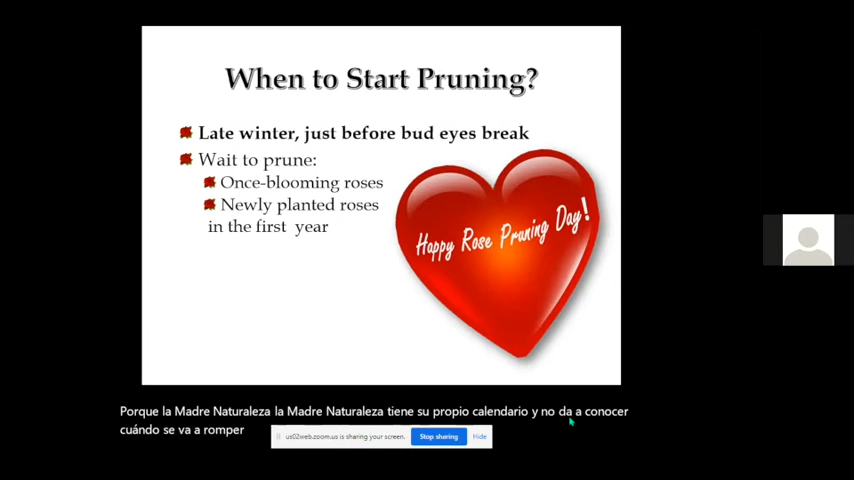 When to Start Pruning?
Late winter, just before bud eyes break
Wait to prune:
Once-blooming roses
Newly planted roses
in the first year
Happy Rose Pruning Day!
Porque la Madre Naturaleza la Madre Naturaleza tiene su propio calendario y no da a conocer
cuándo se va a romper
us02web.zoom.us is sharing your screen. Stop sharing Hide